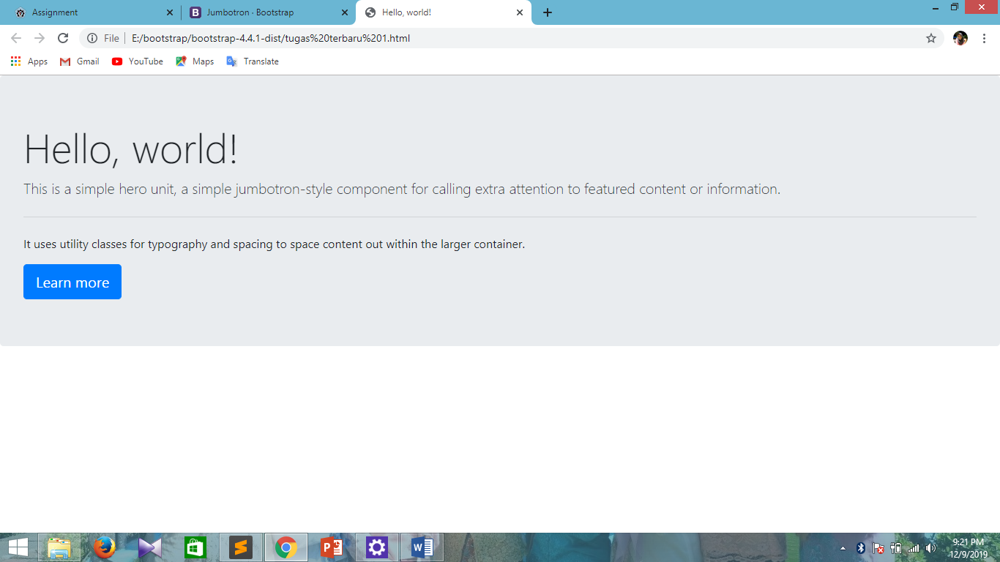 Assignment
Jumbotron · Bootstrap
Hello, world!
File
E:/bootstrap/bootstrap-4.4.1-dist/tugas%20terbaru%201.html
Apps
Gmail
YouTube
Maps
Translate
Hello, world!
This is a simple hero unit, a simple jumbotron-style component for calling extra attention to featured content or information.
It uses utility classes for typography and spacing to space content out within the larger container.
Learn more
9:21 PM
12/9/2019